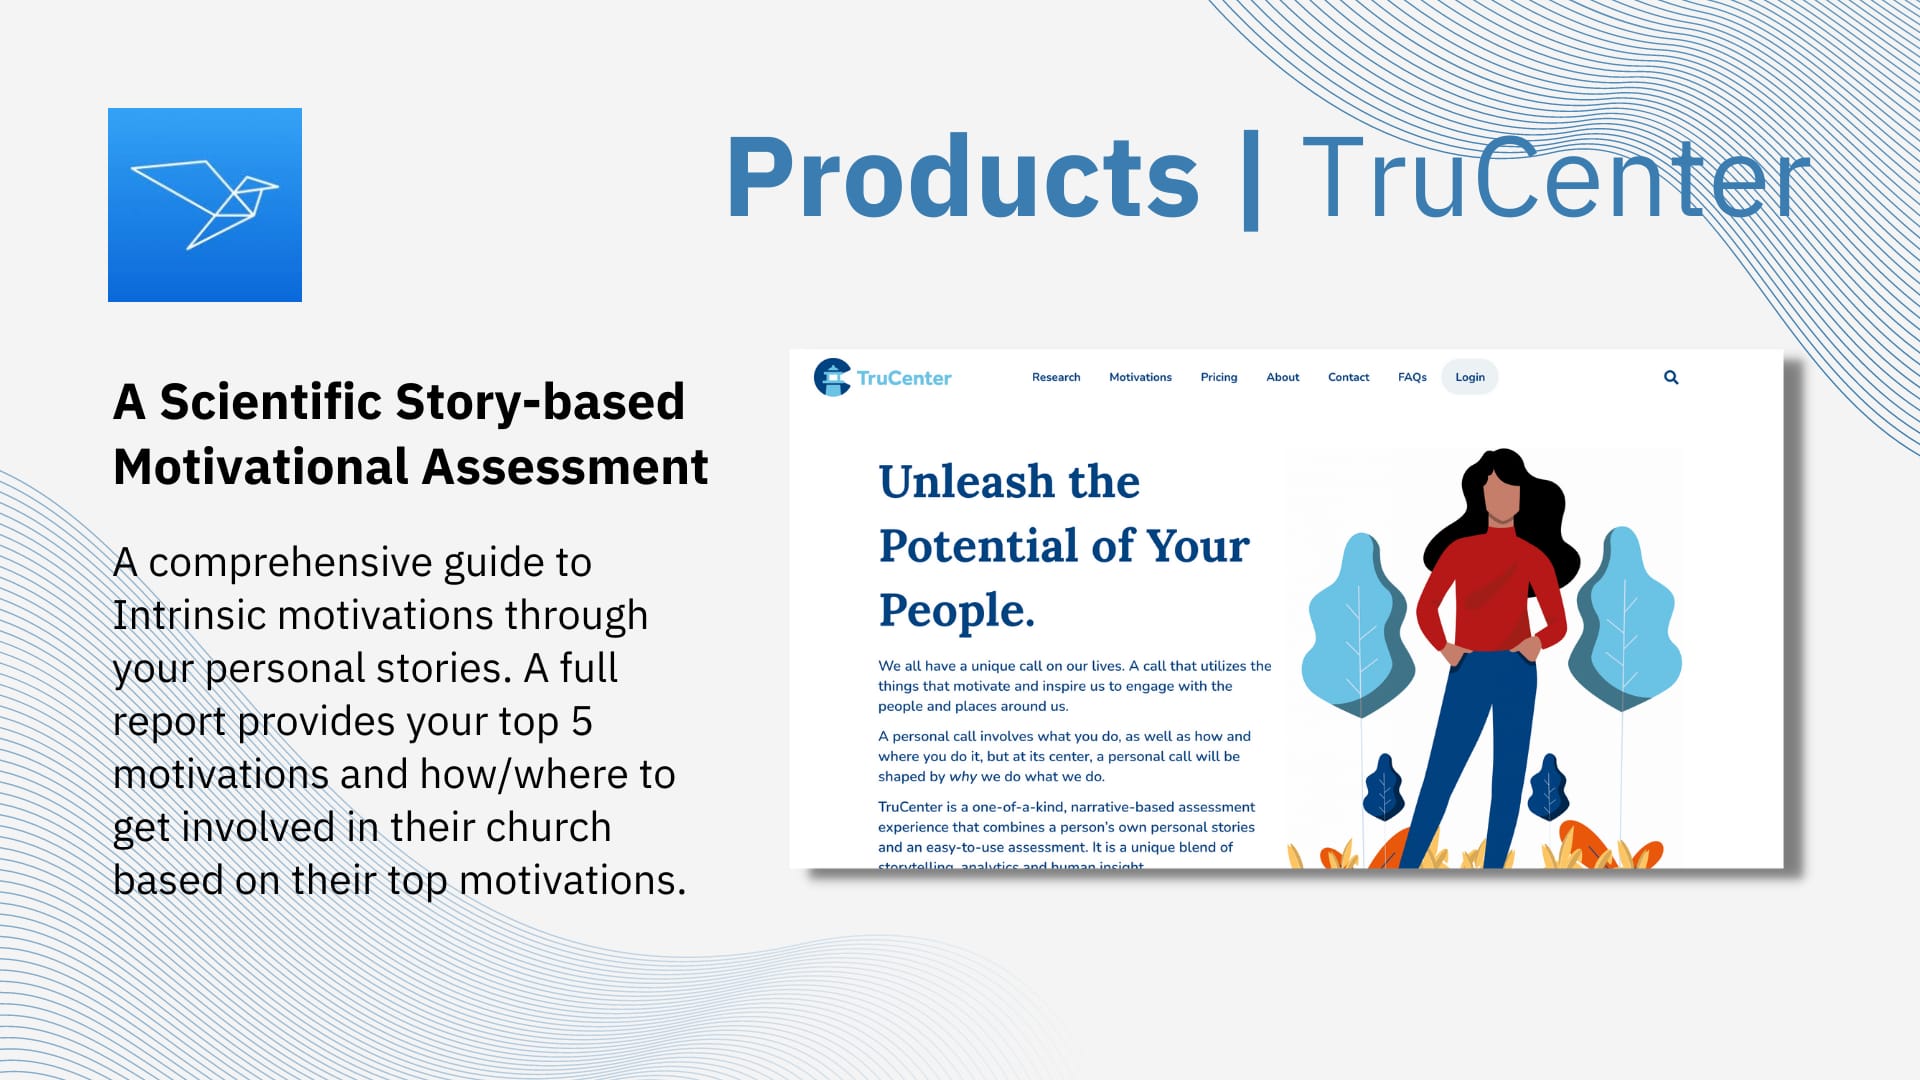 Products | TruCenter
A Scientific Story-based
Motivational Assessment
A comprehensive guide to
Intrinsic motivations through
your personal stories. A full
report provides your top 5
motivations and how/where to
get involved in their church
based on their top motivations.
TruCenter
Research Motivations Pricing About Contact FAQs Login
Unleash the
Potential of Your
People.
We all have a unique call on our lives. A call that utilizes the
things that motivate and inspire us to engage with the
people and places around us.
A personal call involves what you do, as well as how and
where you do it, but at its center, a personal call will be
shaped by why we do what we do.
TruCenter is a one-of-a-kind, narrative-based assessment
experience that combines a person's own personal stories
and an easy-to-use assessment. It is a unique blend of
storytelling, analytics and human insight.